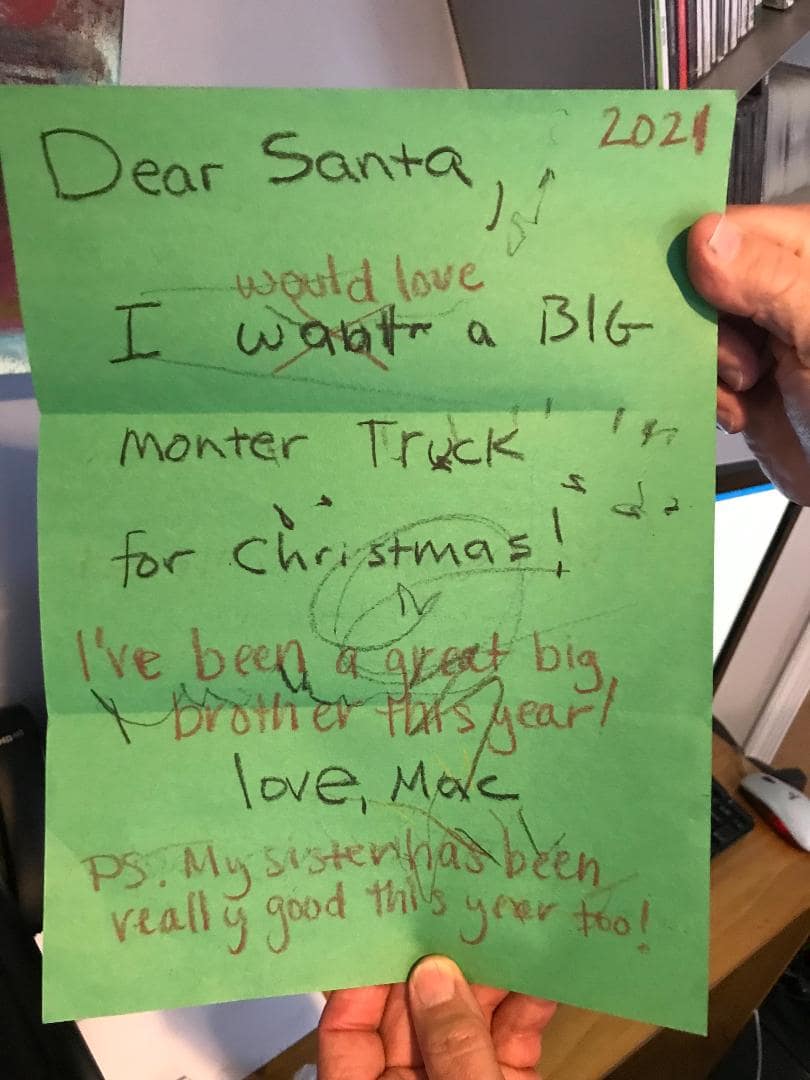 2021
Dear Santa,
would love
I want a BIG
monter Truck
for christmas!
I've been a great big
brother this year!
love, Mac
PS. My sister has been
really good this year too!